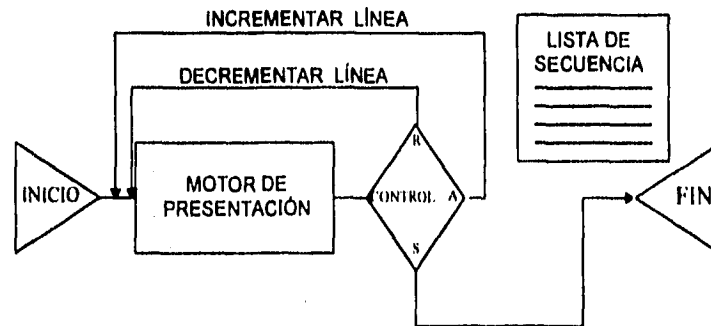 INCREMENTAR LÍNEA
DECREMENTAR LÍNEA
LISTA DE
SECUENCIA
INICIO
MOTOR DE
PRESENTACIÓN
R
CONTROL A
S
FIN